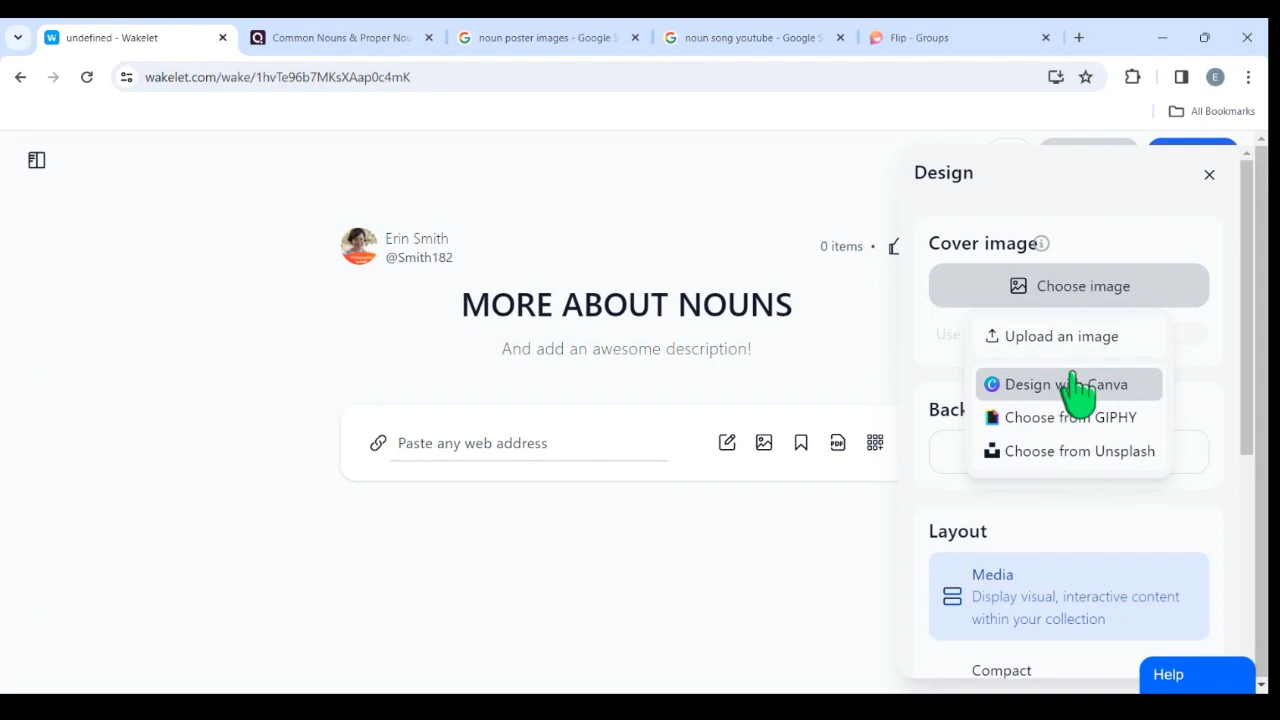 undefined - Wakelet
Common Nouns & Proper Nou
noun poster images - Google S
noun song youtube - Google S
Flip - Groups
wakelet.com/wake/1hvTe96b7MKsXAap0c4mK
E
All Bookmarks
Design
Cover image
Choose image
Use
Upload an image
Design with Canva
Choose from GIPHY
Choose from Unsplash
Back
Erin Smith
@Smith182
0 items •
MORE ABOUT NOUNS
And add an awesome description!
Paste any web address
PDF
Layout
Media
Display visual, interactive content
within your collection
Compact
Help